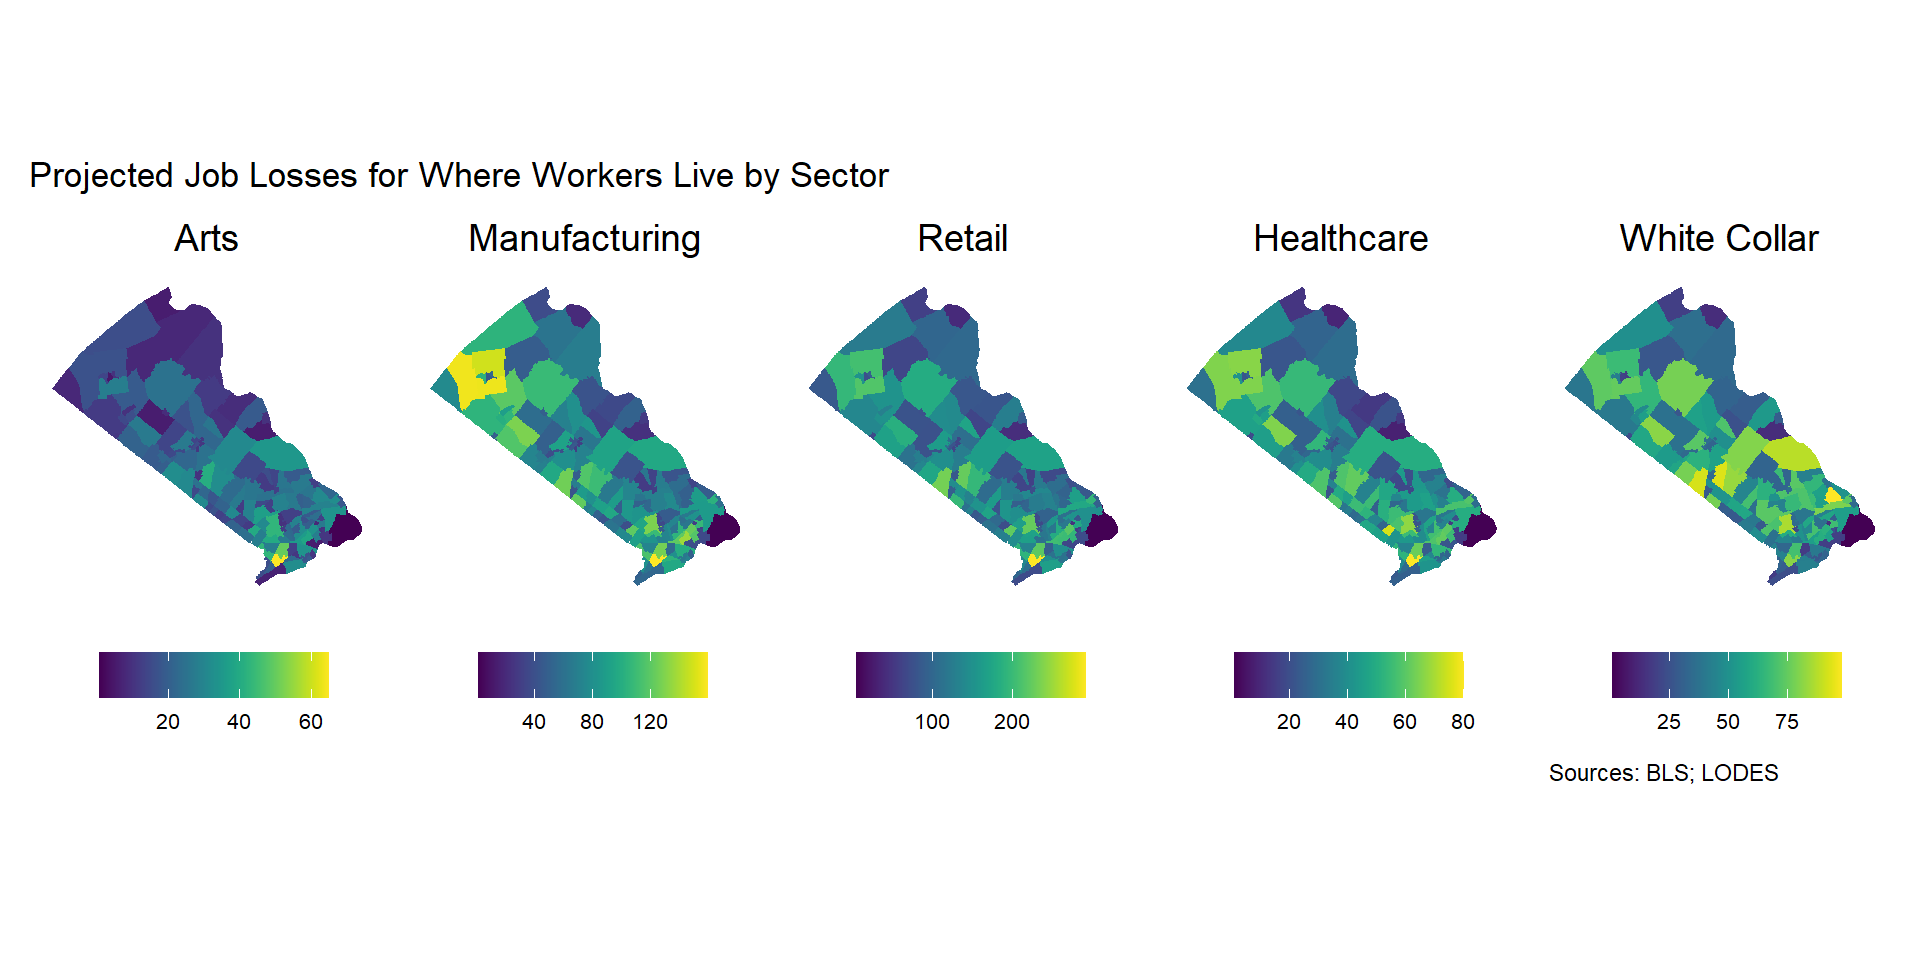 Projected Job Losses for Where Workers Live by Sector
Arts Manufacturing Retail Healthcare White Collar
20 40 60 40 80 120 100 200 20 40 60 80 25 50 75
Sources: BLS; LODES